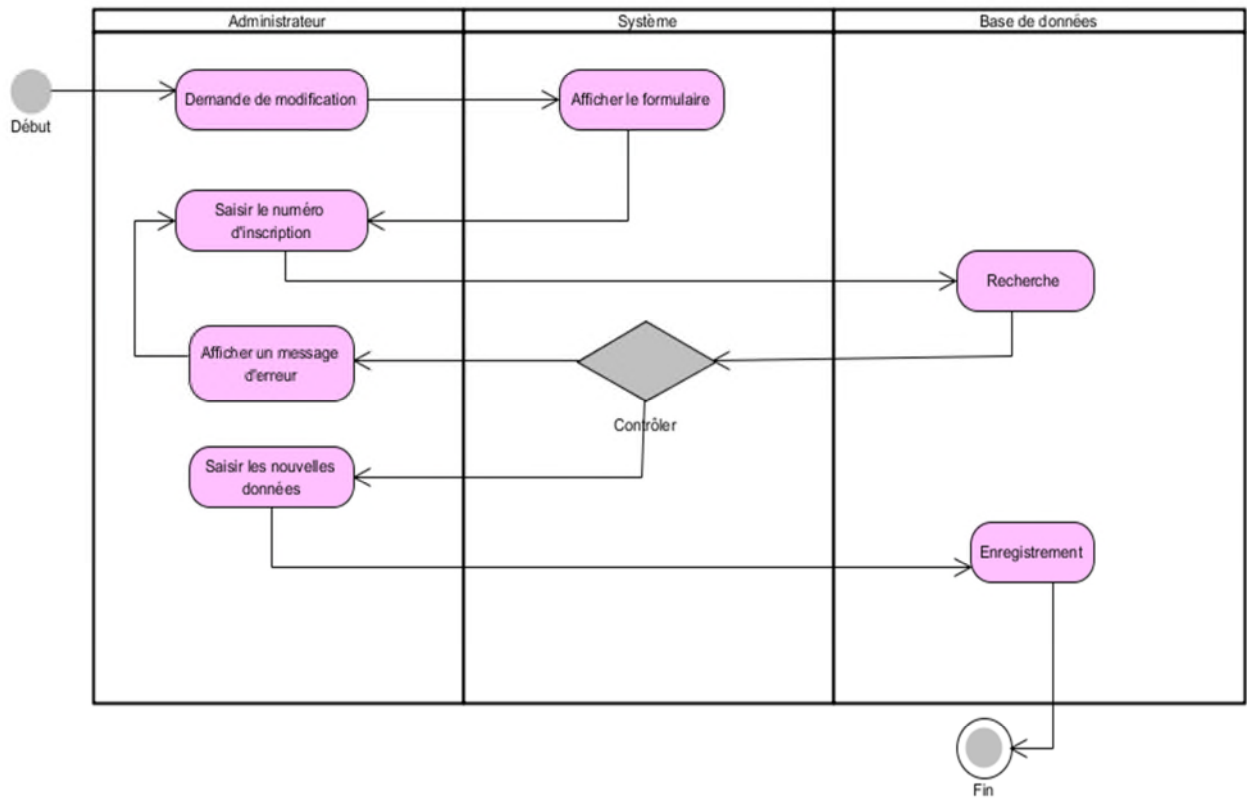 Administrateur
Système
Base de données
Début
Demande de modification
Afficher le formulaire
Saisir le numéro
d'inscription
Recherche
Afficher un message
d'erreur
Contrôler
Saisir les nouvelles
données
Enregistrement
Fin